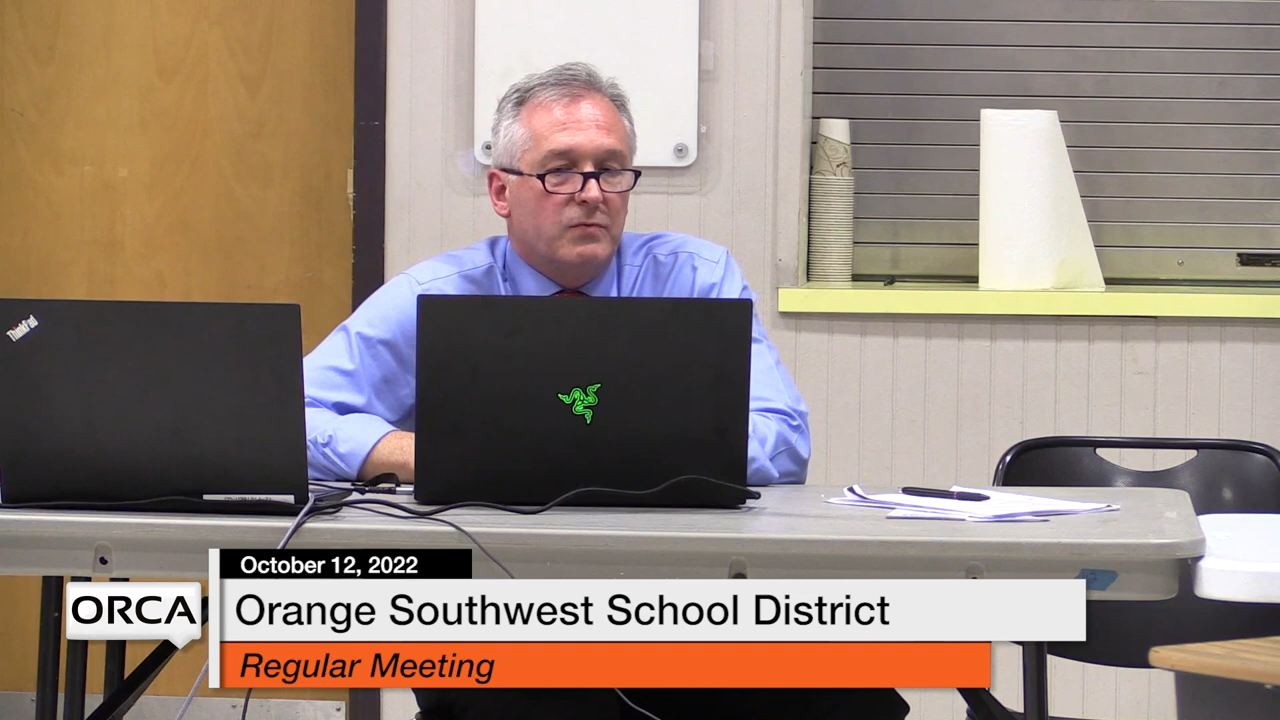 ThinkPad
October 12, 2022
ORCA
Orange Southwest School District
Regular Meeting